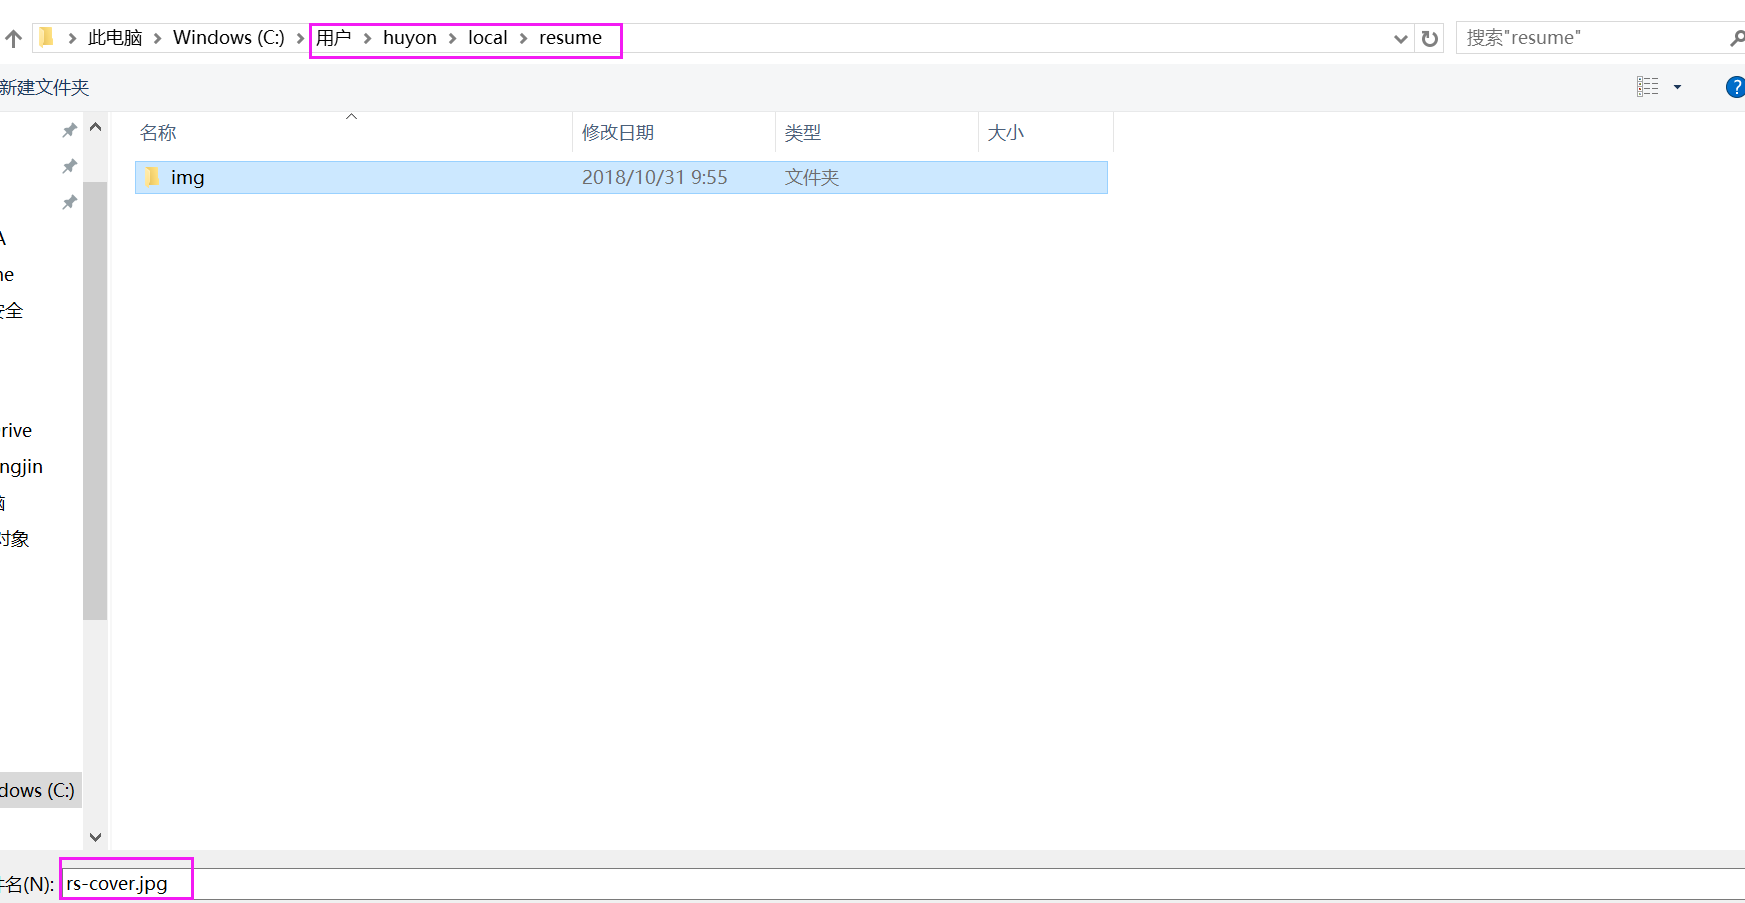 此电脑 > Windows (C:) > 用户 > huyon > local > resume
搜索"resume"
新建文件夹
?
名称 修改日期 类型 大小
img 2018/10/31 9:55 文件夹
A
ne
安全
rive
ngjin
脑
对象
dows (C:)
件名(N): rs-cover.jpg